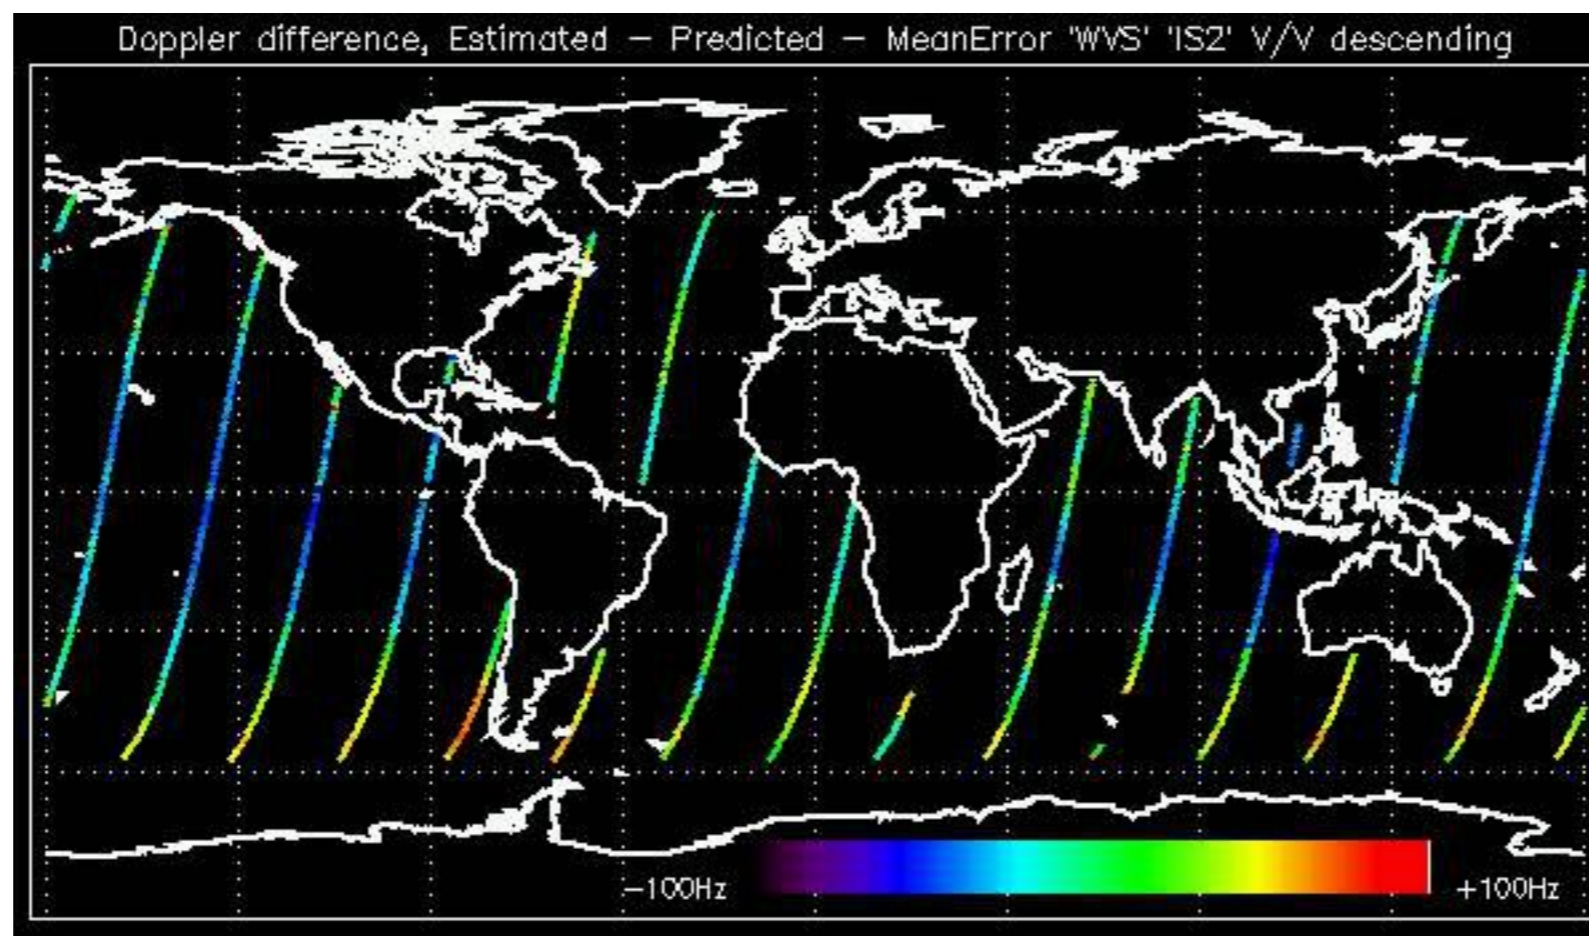 Doppler difference, Estimated – Predicted – MeanError 'WVS' 'IS2' V/V descending
–100Hz
+100Hz